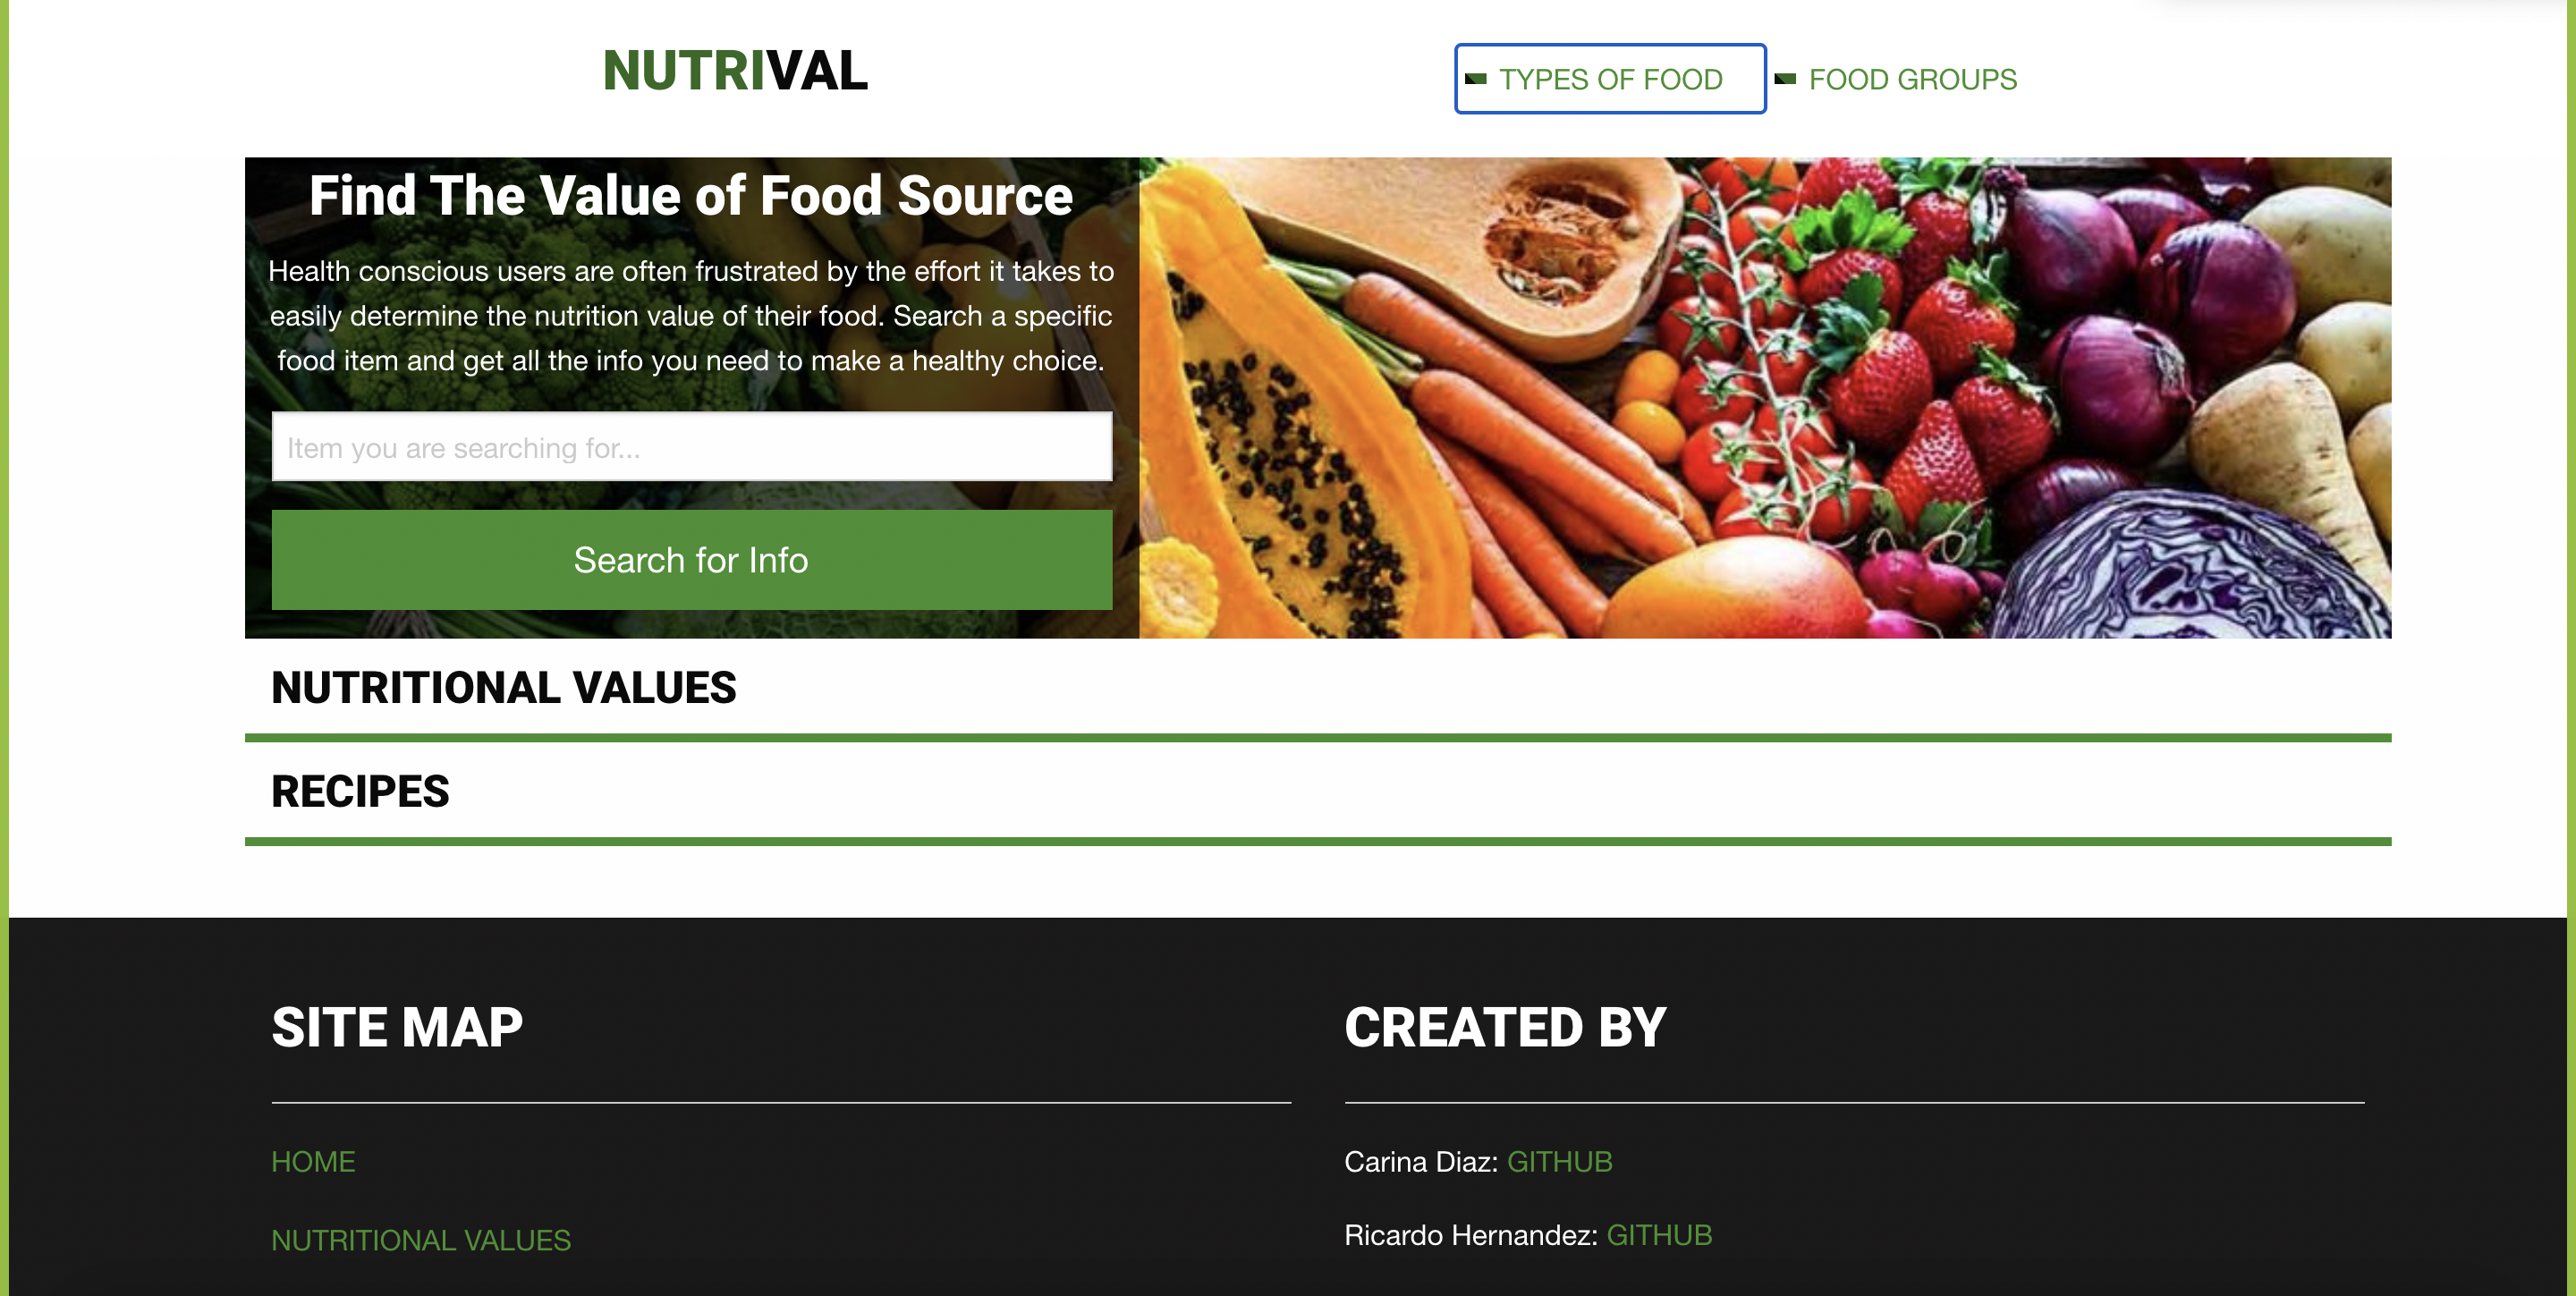 NUTRIVAL
TYPES OF FOOD
FOOD GROUPS
Find The Value of Food Source
Health conscious users are often frustrated by the effort it takes to
easily determine the nutrition value of their food. Search a specific
food item and get all the info you need to make a healthy choice.
Item you are searching for...
Search for Info
NUTRITIONAL VALUES
RECIPES
SITE MAP
HOME
NUTRITIONAL VALUES
CREATED BY
Carina Diaz: GITHUB
Ricardo Hernandez: GITHUB